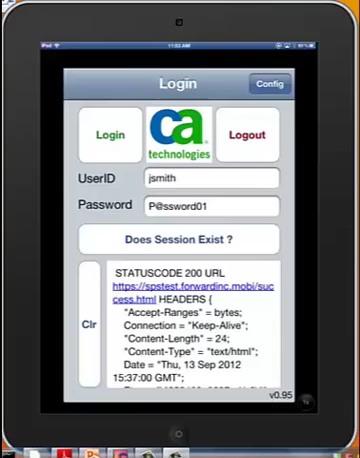 iPad
11:03 AM
Login
Config
Login
ca
technologies
Logout
UserID
jsmith
Password
P@ssword01
Does Session Exist ?
Clr
STATUSCODE 200 URL
https://spstest.forwardinc.mobi/suc
cess.html HEADERS {
"Accept-Ranges" = bytes;
Connection = "Keep-Alive";
"Content-Length" = 24;
"Content-Type" = "text/html";
Date = "Thu, 13 Sep 2012
15:37:00 GMT";
v0.95